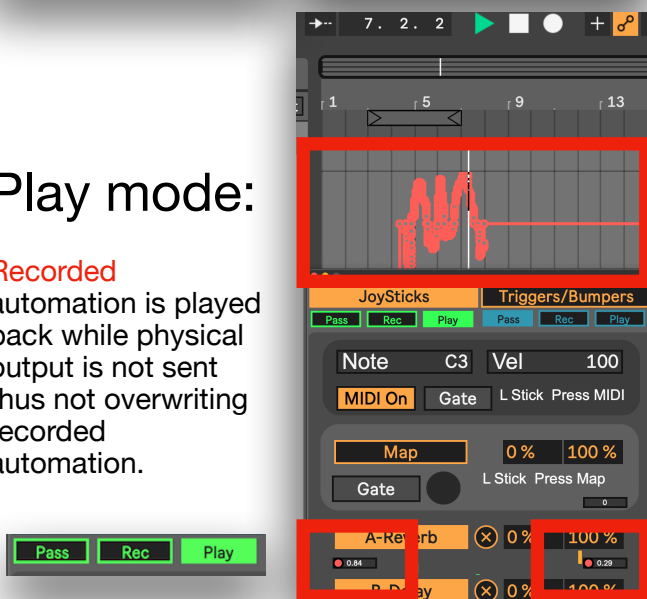 7. 2. 2
1 5 9 13
Play mode:
Recorded
automation is played
back while physical
output is not sent
thus not overwriting
recorded
automation.
JoySticks Triggers/Bumpers
Pass Rec Play Pass Rec Play
Note C3 Vel 100
MIDI On Gate L Stick Press MIDI
Map 0 % 100 %
Gate L Stick Press Map
0
A-Reverb 0 % 100 %
0.84 0.29
Pass Rec Play
B-Delay 0 % 100 %